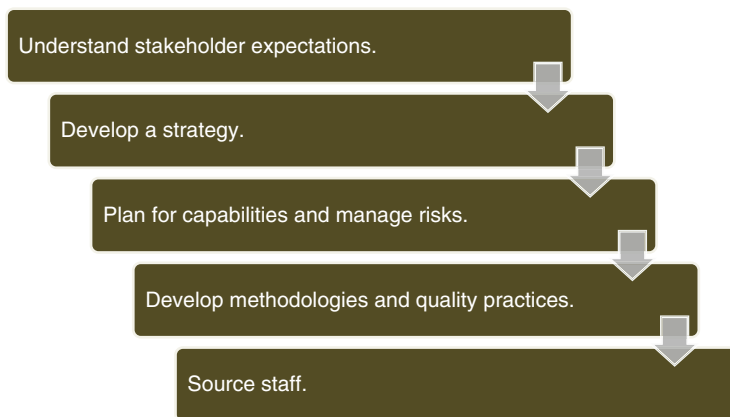 Understand stakeholder expectations.
Develop a strategy.
Plan for capabilities and manage risks.
Develop methodologies and quality practices.
Source staff.